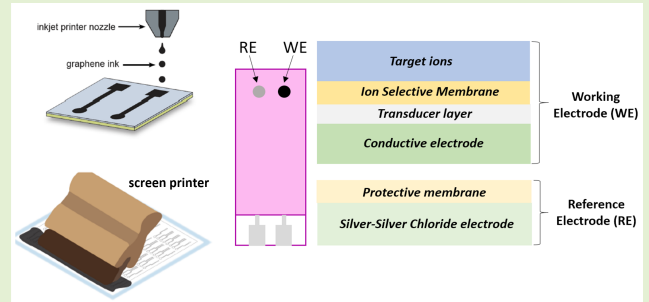 inkjet printer nozzle
graphene ink
screen printer
RE
WE
Target ions
Ion Selective Membrane
Transducer layer
Conductive electrode
Working
Electrode (WE)
Protective membrane
Silver-Silver Chloride electrode
Reference
Electrode (RE)